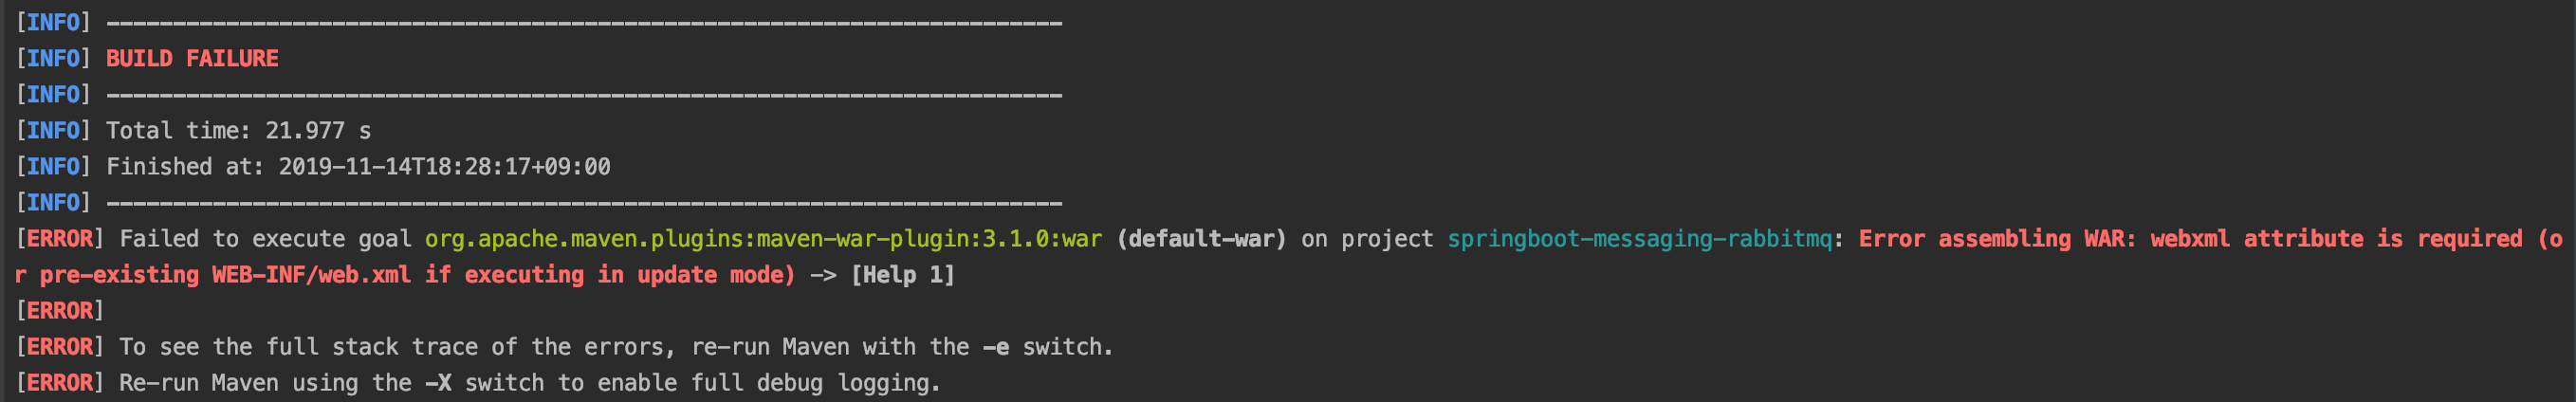 [INFO] ------------------------------------------------------------------------
[INFO] BUILD FAILURE
[INFO] ------------------------------------------------------------------------
[INFO] Total time: 21.977 s
[INFO] Finished at: 2019-11-14T18:28:17+09:00
[INFO] ------------------------------------------------------------------------
[ERROR] Failed to execute goal org.apache.maven.plugins:maven-war-plugin:3.1.0:war (default-war) on project springboot-messaging-rabbitmq: Error assembling WAR: webxml attribute is required (o
r pre-existing WEB-INF/web.xml if executing in update mode) -> [Help 1]
[ERROR]
[ERROR] To see the full stack trace of the errors, re-run Maven with the -e switch.
[ERROR] Re-run Maven using the -X switch to enable full debug logging.